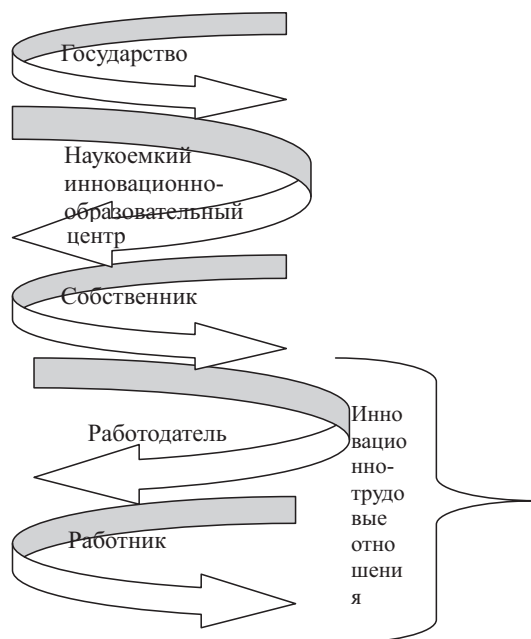 Государство
Наукоемкий
инновационно-
образовательный
центр
Собственник
Работодатель
Работник
Инно
вацио
нно-
трудо
вые
отно
шени
я